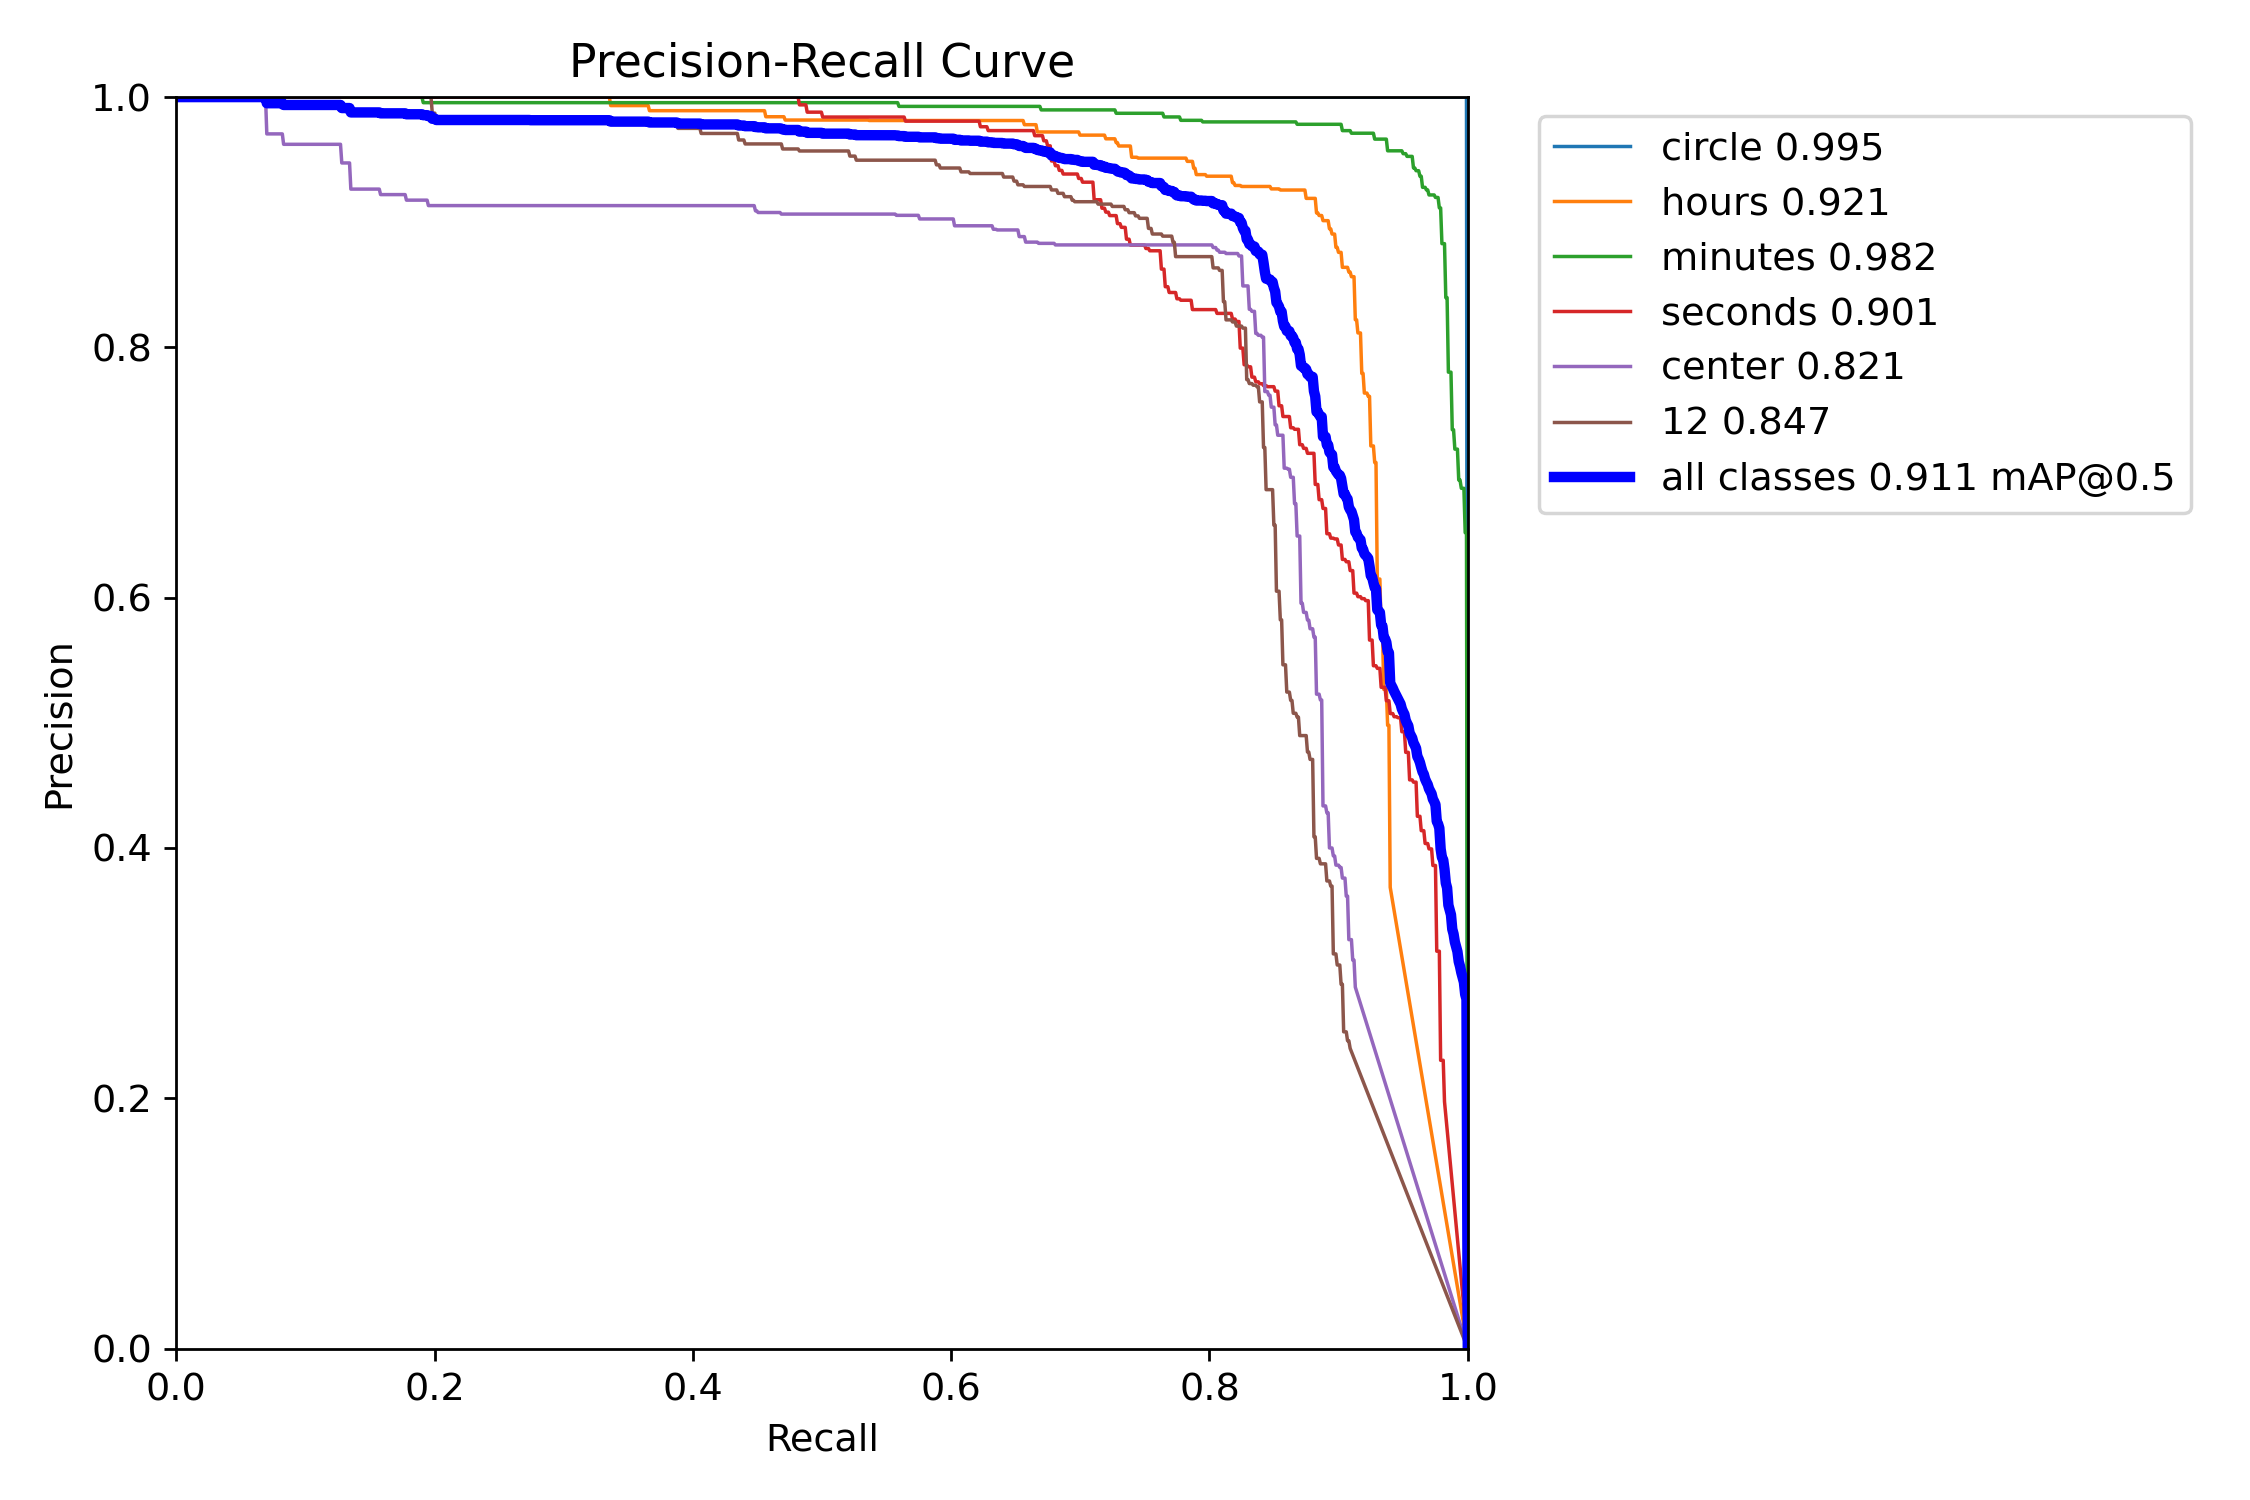 Precision-Recall Curve
1.0
0.8
0.6
0.4
0.2
0.0
Precision
0.0 0.2 0.4 0.6 0.8 1.0
Recall
circle 0.995
hours 0.921
minutes 0.982
seconds 0.901
center 0.821
12 0.847
all classes 0.911 mAP@0.5